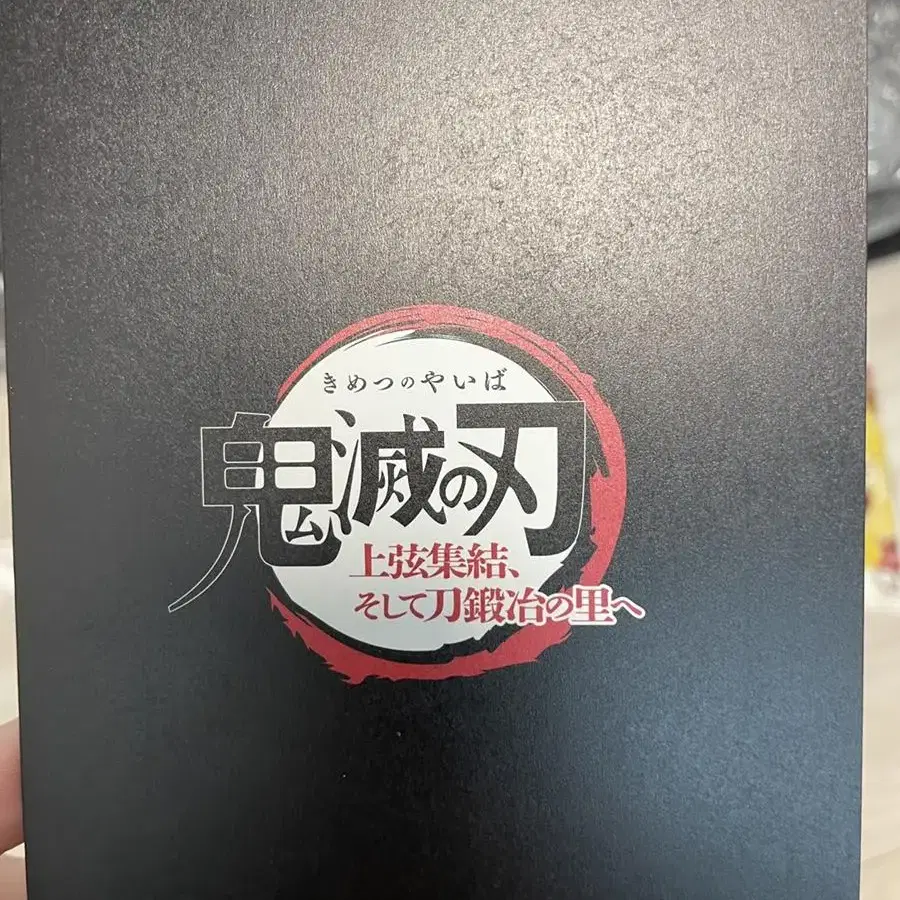 きめつのやいば
鬼滅の刃
上弦集結、
そして刀鍛冶の里へ